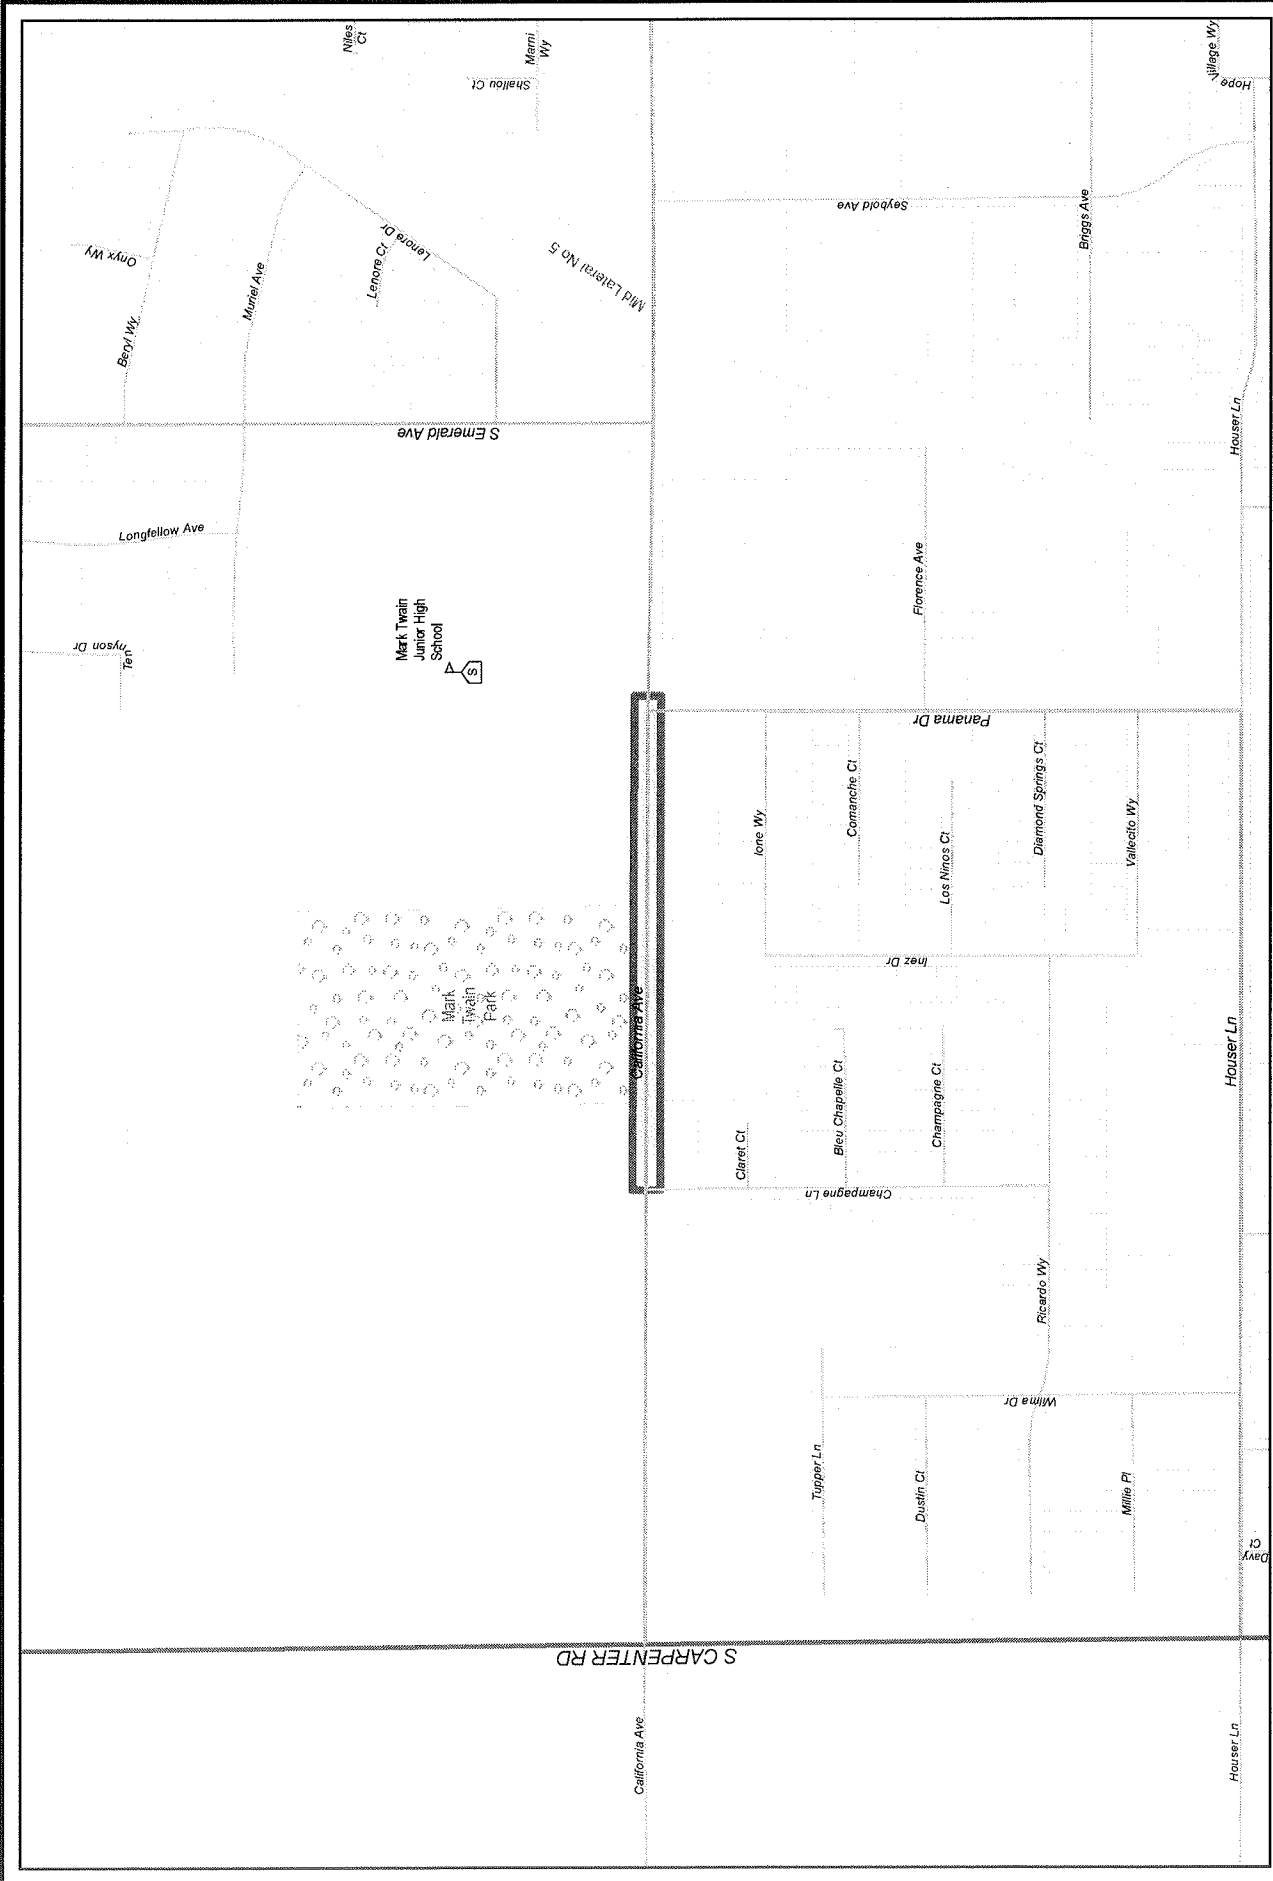 Niles
Ct
Marni
Wy
Shallou Ct
Village Wy
Hope
Onyx Wy
Beryl Wy
Muriel Ave
Lenore Dr
Lenore Ct
Mid Lateral No 5
Seybold Ave
Briggs Ave
S Emerald Ave
Houser Ln
Longfellow Ave
Tennyson Dr
Mark Twain
Junior High
School
S
Florence Ave
Panama Dr
Ione Wy
Comanche Ct
Los Ninos Ct
Diamond Springs Ct
Vallecito Wy
Inez Dr
Mark
Twain
Park
California Ave
Houser Ln
Claret Ct
Bleu Chapelle Ct
Champagne Ct
Champagne Ln
Ricardo Wy
Wilma Dr
Tupper Ln
Dustin Ct
Millie Pl
Davy
Ct
S CARPENTER RD
California Ave
Houser Ln